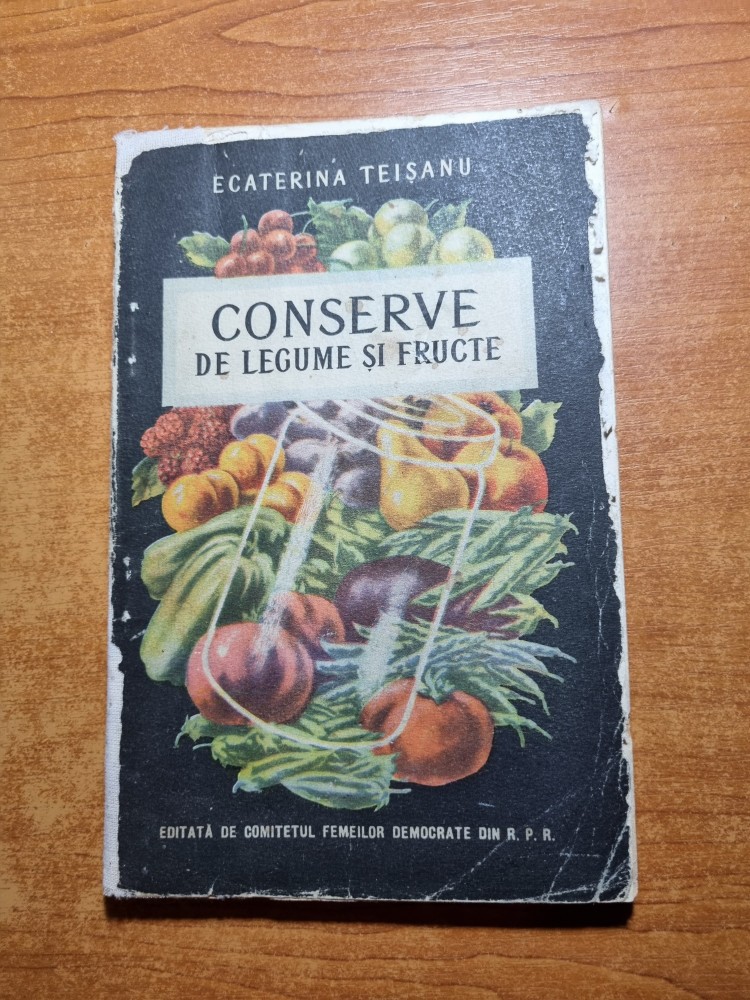 ECATERINA TEIȘANU
CONSERVE
DE LEGUME ȘI FRUCTE
EDITATĂ DE COMITETUL FEMEILOR DEMOCRATE DIN R. P. R.